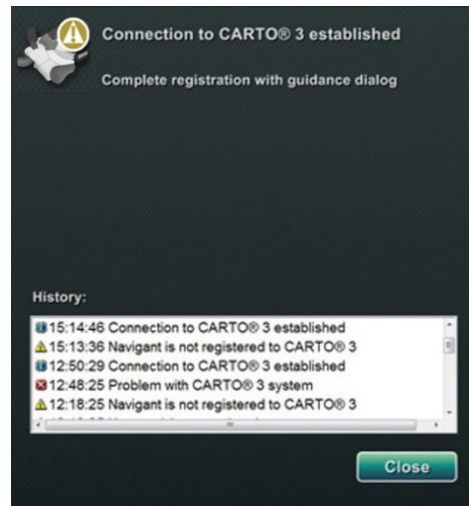 Connection to CARTO® 3 established
Complete registration with guidance dialog
History:
15:14:46 Connection to CARTO® 3 established
15:13:36 Navigant is not registered to CARTO® 3
12:50:29 Connection to CARTO® 3 established
12:48:25 Problem with CARTO® 3 system
12:18:25 Navigant is not registered to CARTO® 3
Close